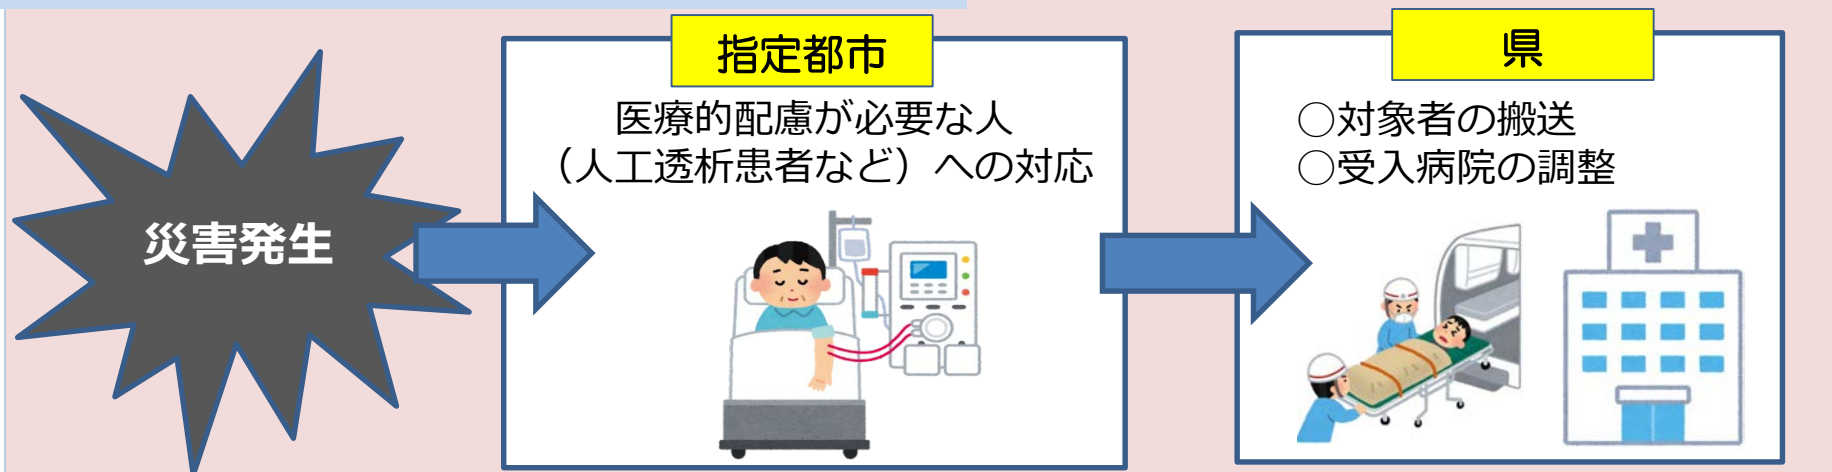 災害発生
指定都市
医療的配慮が必要な人
（人工透析患者など）への対応
県
○対象者の搬送
○受入病院の調整